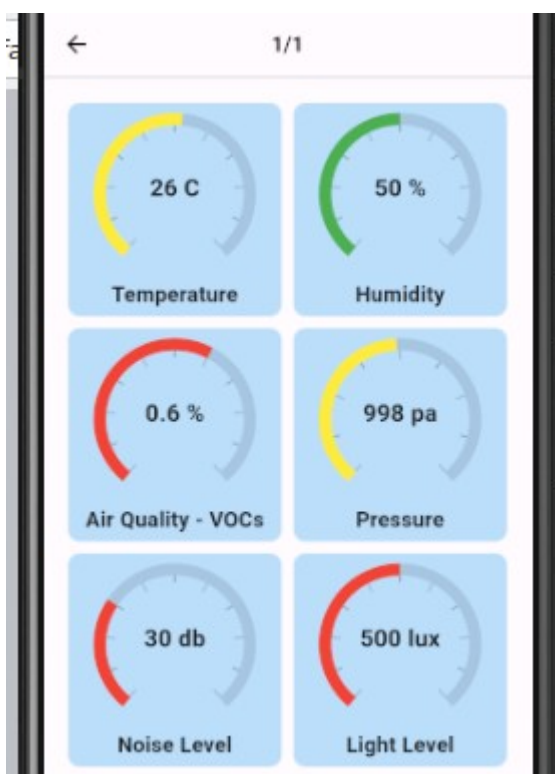 1/1
26 C
50 %
Temperature
Humidity
0.6 %
998 pa
Air Quality - VOCs
Pressure
30 db
500 lux
Noise Level
Light Level